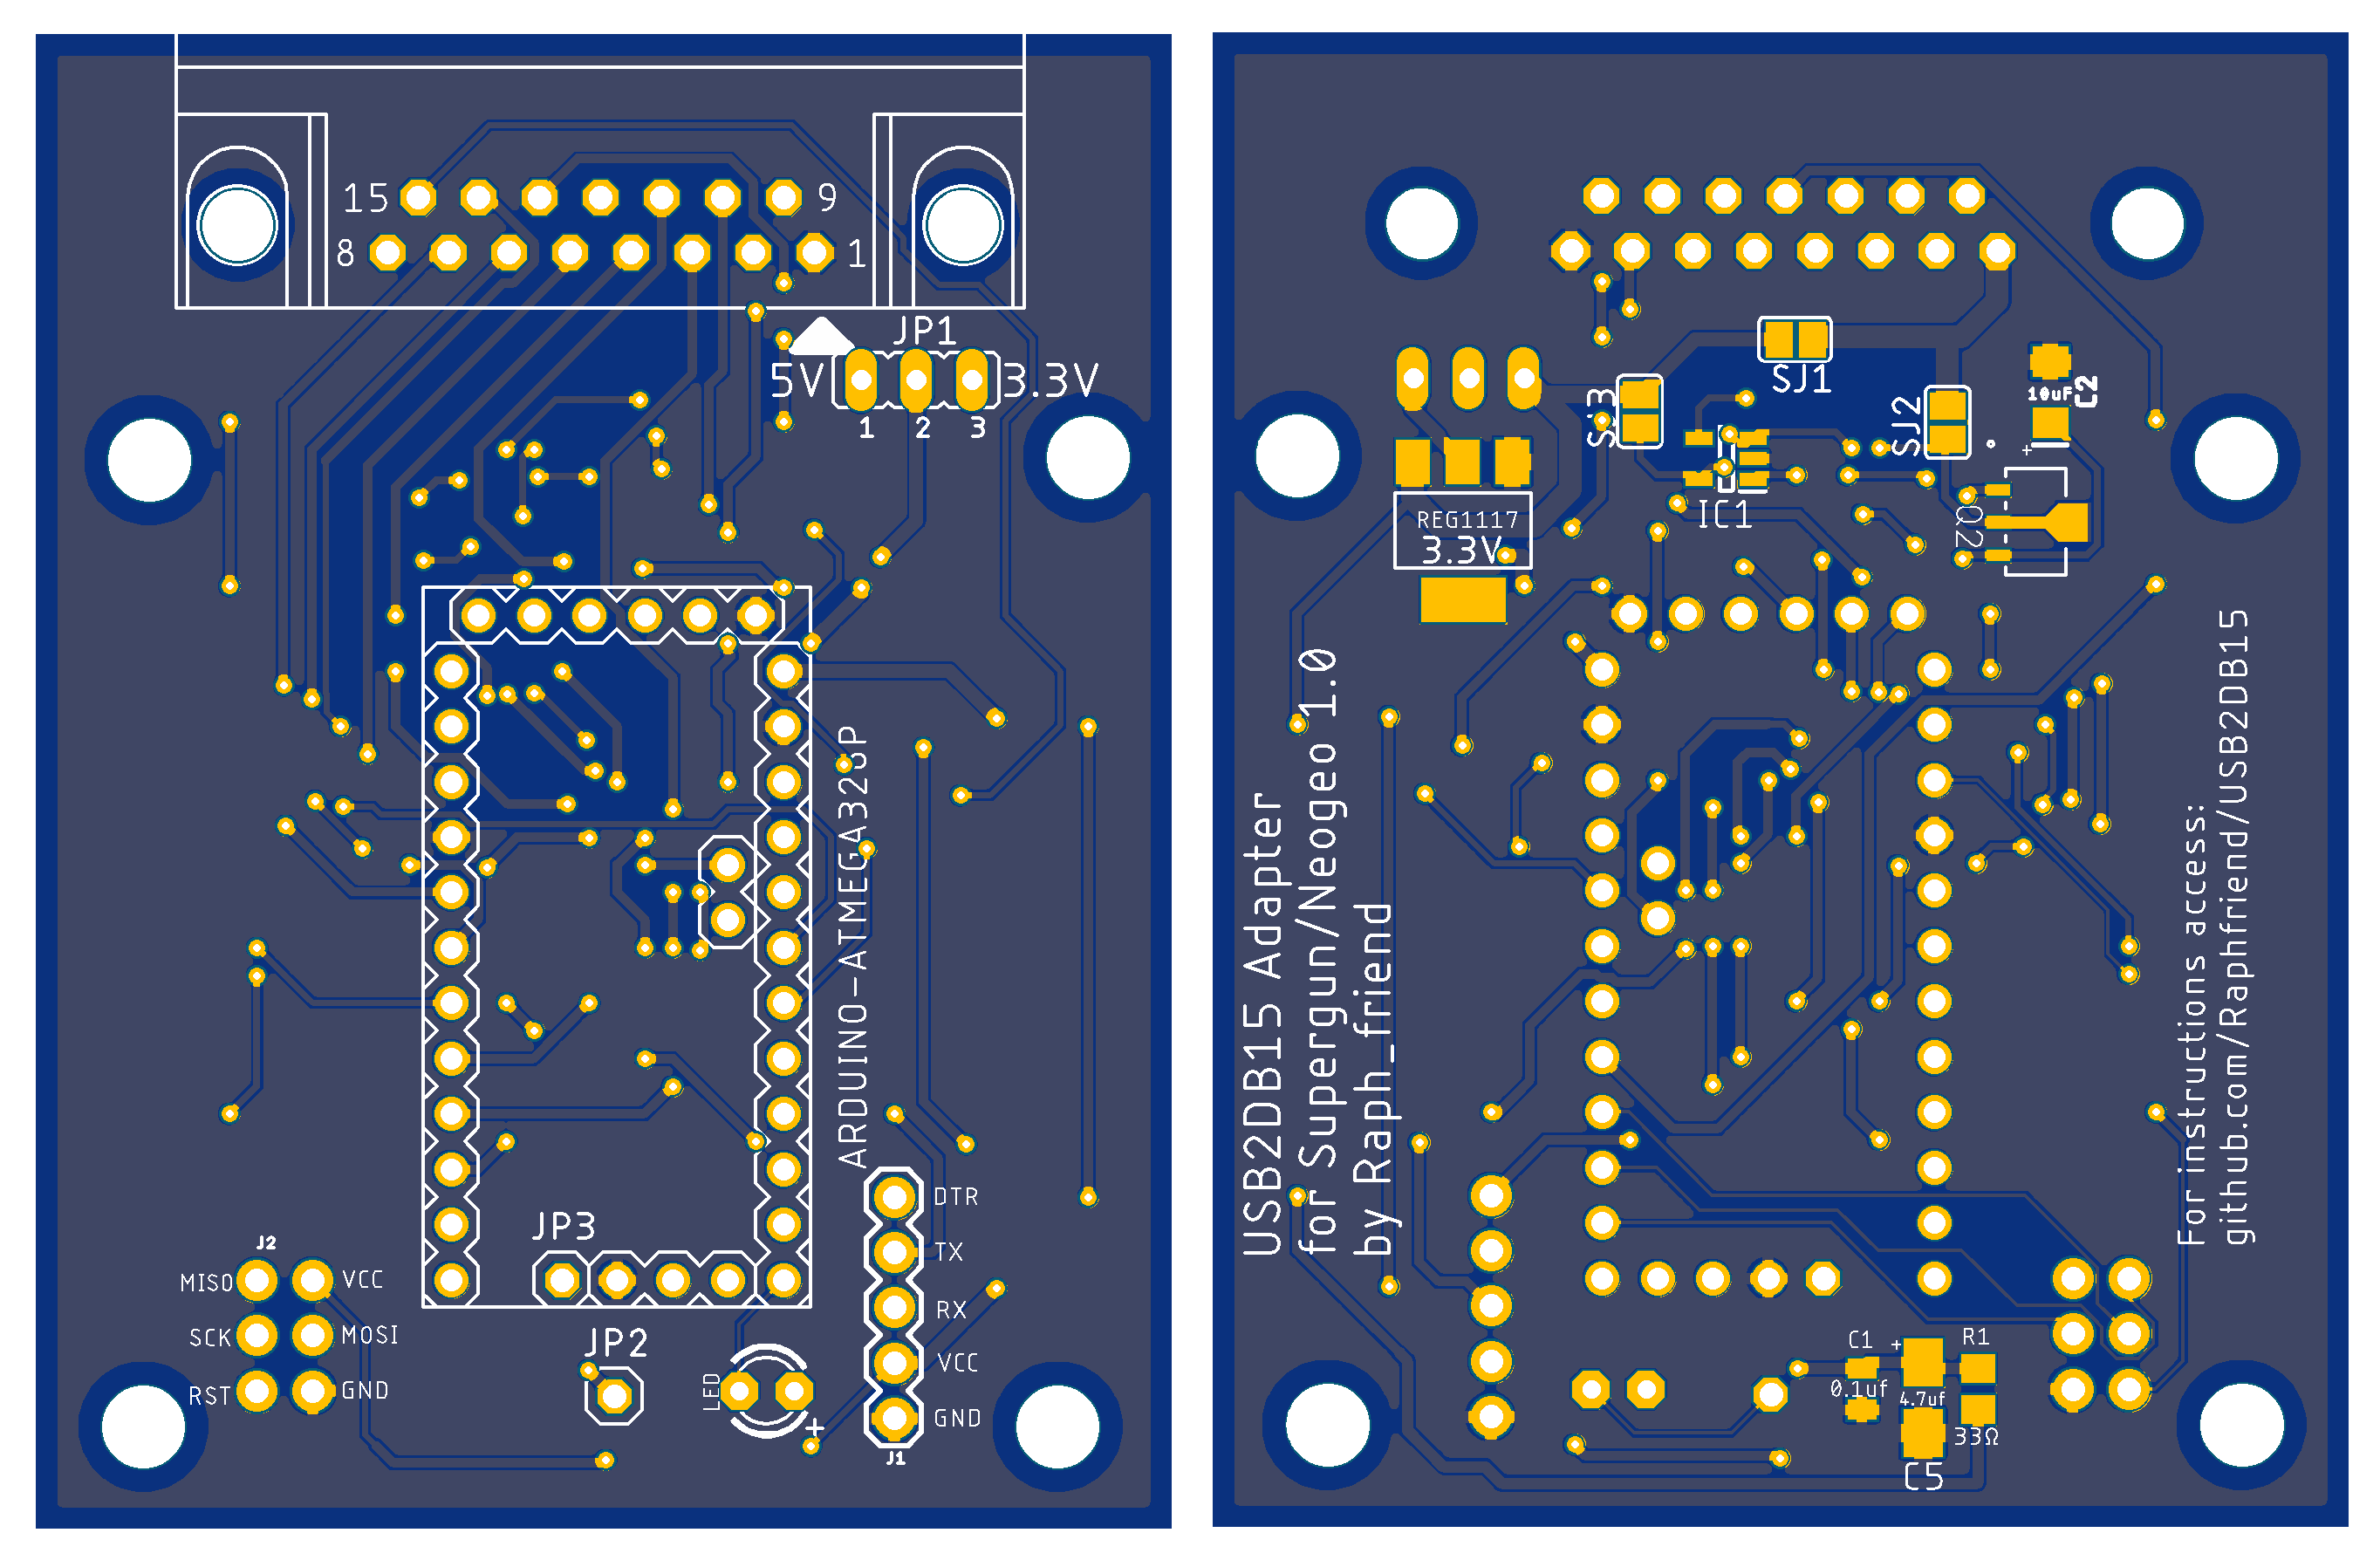 15
9
8
1
JP1
5V
3.3V
1 2 3
ARDUINO-ATMEGA328P
JP3
J2
MISO
VCC
SCK
MOSI
RST
GND
JP2
LED
+
DTR
TX
RX
VCC
GND
J1
SJ1
SJ3
SJ2
10uF
C2
+
IC1
Q2
REG1117
3.3V
USB2DB15 Adapter
for Supergun/Neogeo 1.0
by Raph_friend
For instructions access:
github.com/Raphfriend/USB2DB15
C1
+
R1
0.1uf
4.7uf
33Ω
C5